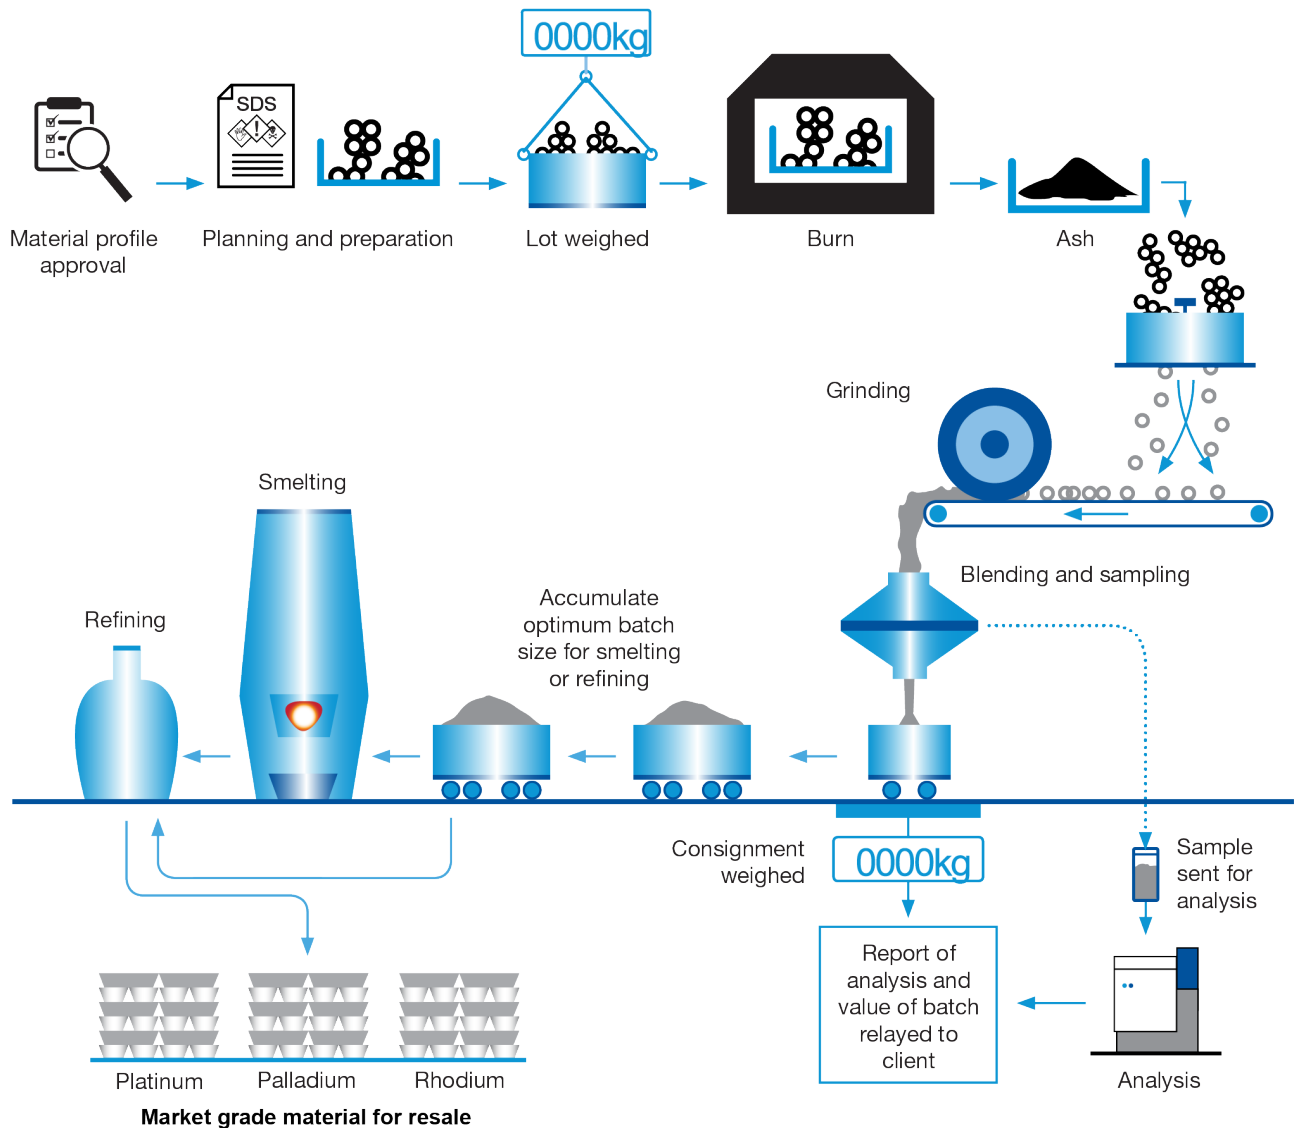 0000kg
SDS
Material profile
approval
Planning and preparation
Lot weighed
Burn
Ash
Grinding
Smelting
Blending and sampling
Accumulate
optimum batch
size for smelting
or refining
Refining
Consignment
weighed
0000kg
Sample
sent for
analysis
Report of
analysis and
value of batch
relayed to
client
Analysis
Platinum
Palladium
Rhodium
Market grade material for resale